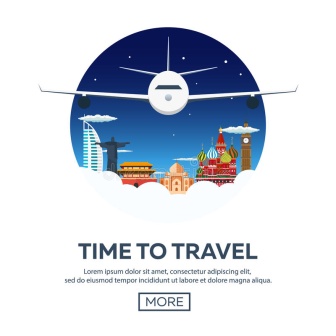 TIME TO TRAVEL
Lorem ipsum dolor sit amet, consectetur adipiscing elit,
sed do eiusmod tempor incididunt ut labore et dolore magna aliqua.
MORE